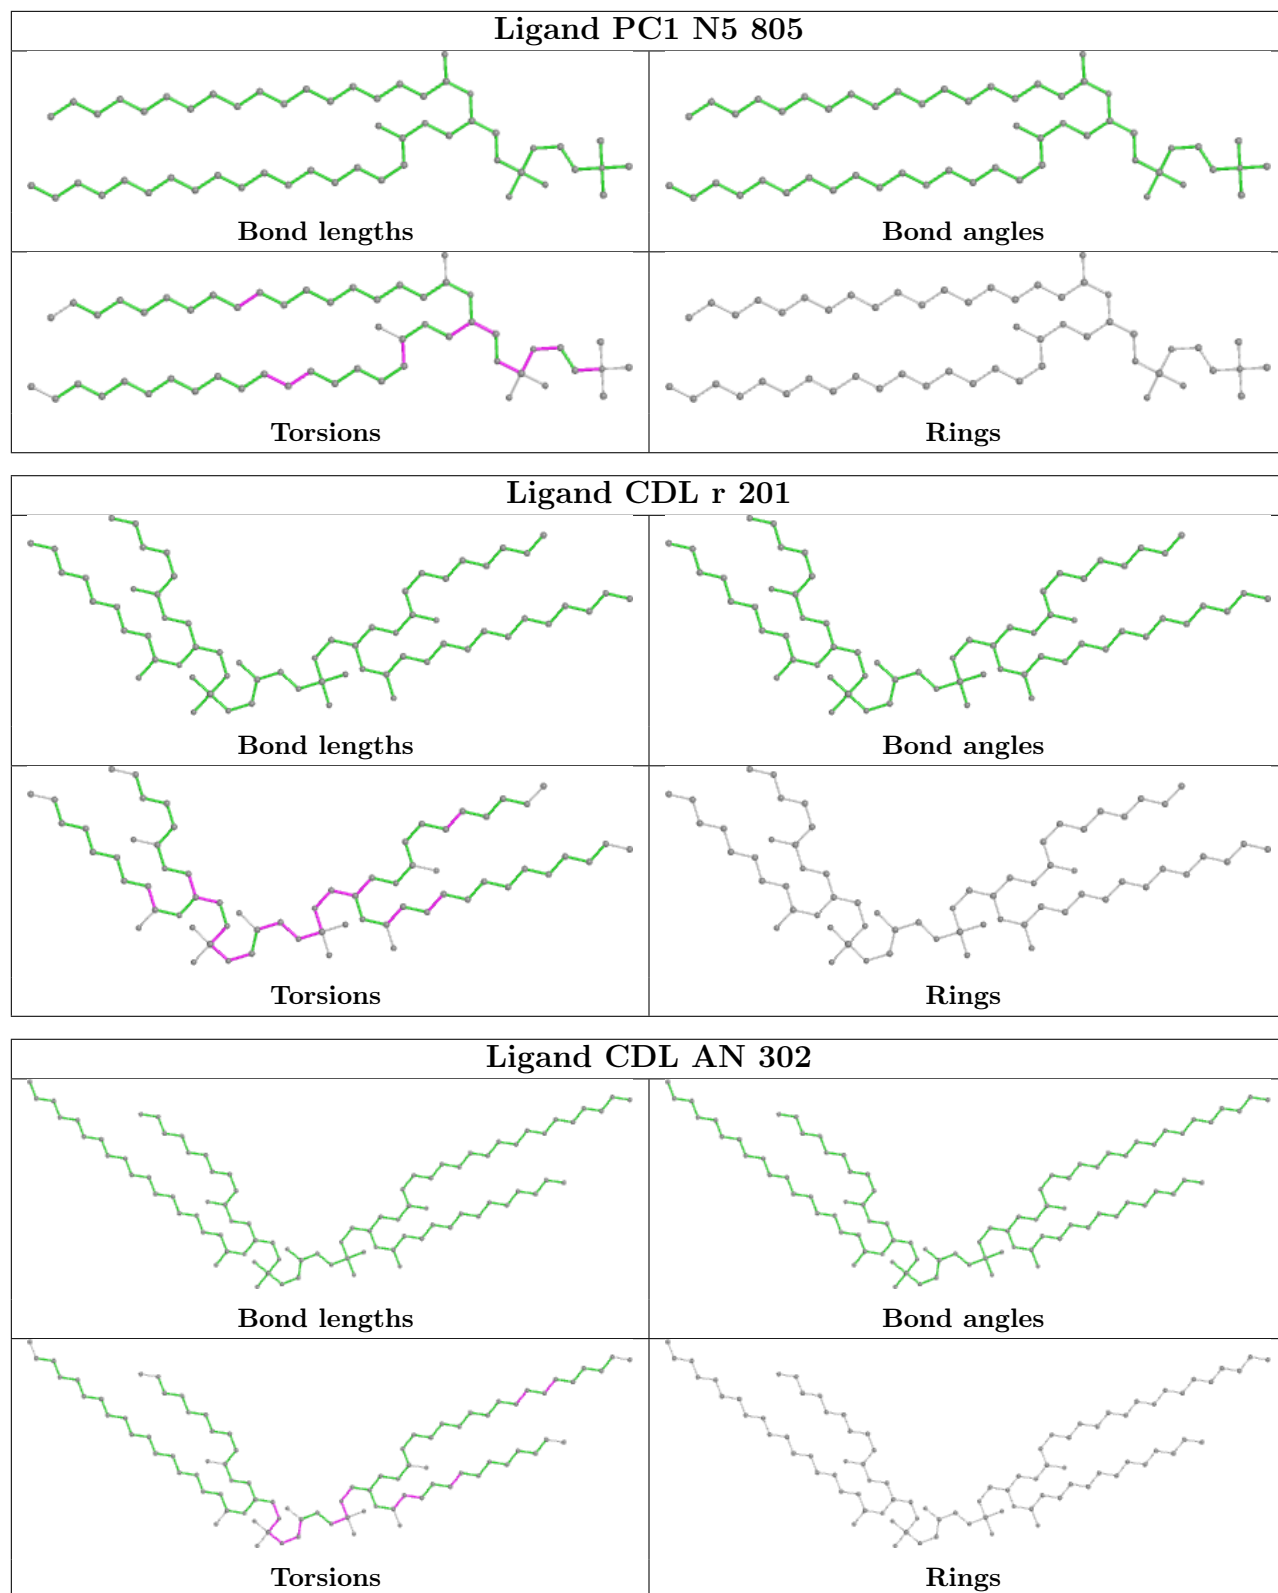 Ligand PC1 N5 805
Bond lengths
Bond angles
Torsions
Rings
Ligand CDL r 201
Bond lengths
Bond angles
Torsions
Rings
Ligand CDL AN 302
Bond lengths
Bond angles
Torsions
Rings